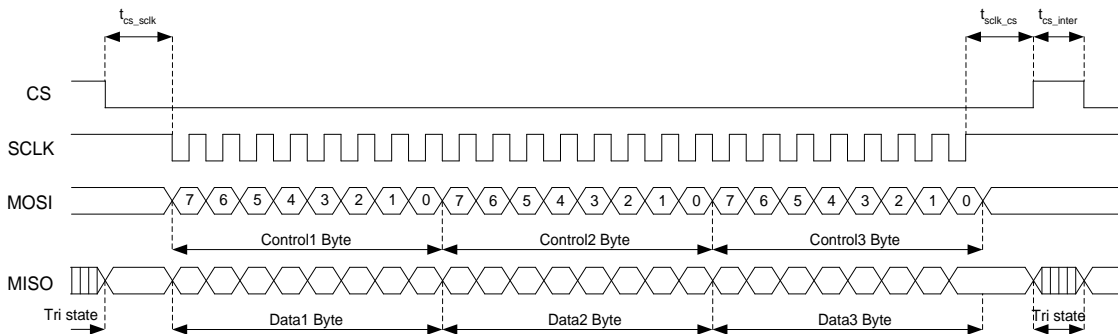 t_cs_sclk t_sclk_cs t_cs_inter
CS
SCLK
MOSI 7 6 5 4 3 2 1 0 7 6 5 4 3 2 1 0 7 6 5 4 3 2 1 0
Control1 Byte Control2 Byte Control3 Byte
MISO
Tri state Data1 Byte Data2 Byte Data3 Byte Tri state